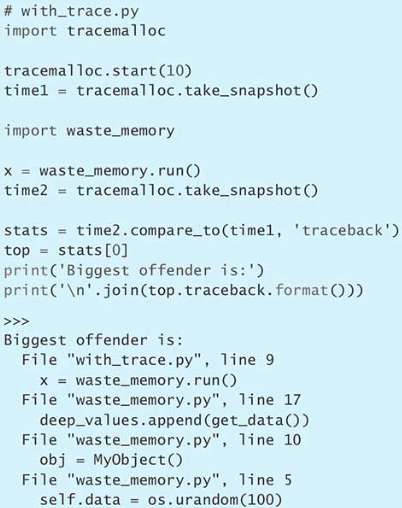 # with_trace.py
import tracemalloc
tracemalloc.start(10)
time1 = tracemalloc.take_snapshot()
import waste_memory
x = waste_memory.run()
time2 = tracemalloc.take_snapshot()
stats = time2.compare_to(time1, 'traceback')
top = stats[0]
print('Biggest offender is:')
print('\n'.join(top.traceback.format()))
>>>
Biggest offender is:
  File "with_trace.py", line 9
    x = waste_memory.run()
  File "waste_memory.py", line 17
    deep_values.append(get_data())
  File "waste_memory.py", line 10
    obj = MyObject()
  File "waste_memory.py", line 5
    self.data = os.urandom(100)